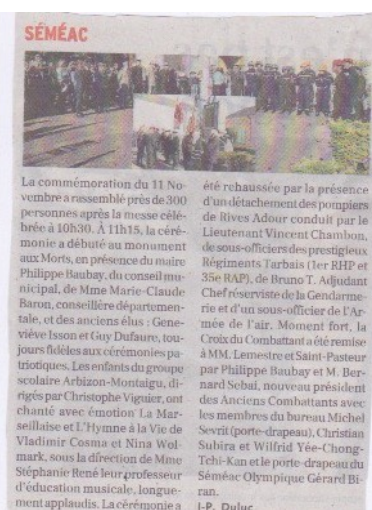 SÉMÉAC
La commémoration du 11 No-
vembre a rassemblé près de 300
personnes après la messe célé-
brée à 10h30. À 11h15, la céré-
monie a débuté au monument
aux Morts, en présence du maire
Philippe Baubay, du conseil mu-
nicipal, de Mme Marie-Claude
Baron, conseillère départemen-
tale, et des anciens élus : Gene-
viève Isson et Guy Dufaure, tou-
jours fidèles aux cérémonies pa-
triotiques. Les enfants du groupe
scolaire Arbizon-Montaigu, di-
rigés par Christophe Viguier, ont
chanté avec émotion La Mar-
seillaise et L'Hymne à la Vie de
Vladimir Cosma et Nina Wol-
mark, sous la direction de Mme
Stéphanie René leur professeur
d'éducation musicale, longue-
ment applaudis. La cérémonie a
été rehaussée par la présence
d'un détachement des pompiers
de Rives Adour conduit par le
Lieutenant Vincent Chambon,
de sous-officiers des prestigieux
Régiments Tarbais (1er RHP et
35e RAP), de Bruno T. Adjudant
Chef réserviste de la Gendarme-
rie et d'un sous-officier de l'Ar-
mée de l'air. Moment fort, la
Croix du Combattant a été remise
à MM. Lemestre et Saint-Pasteur
par Philippe Baubay et M. Ber-
nard Sebaï, nouveau président
des Anciens Combattants avec
les membres du bureau Michel
Sevrit (porte-drapeau), Christian
Subira et Wilfrid Yée-Chong-
Tchi-Kan et le porte-drapeau du
Séméac Olympique Gérard Bi-
ran.
J-P. Duluc